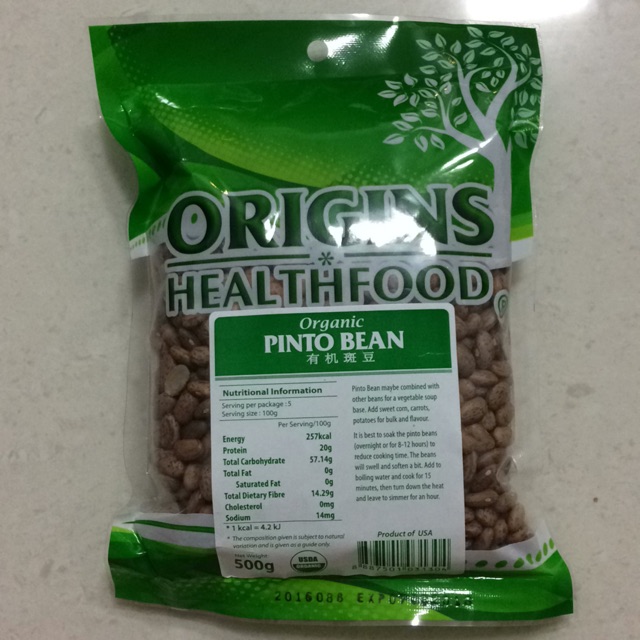 ORIGINS
HEALTHFOOD
Organic
PINTO BEAN
有机斑豆
Nutritional Information
Serving per package : 5
Serving size : 100g
Per Serving/100g
Energy 257kcal
Protein 20g
Total Carbohydrate 57.14g
Total Fat 0g
Saturated Fat 0g
Total Dietary Fibre 14.29g
Cholesterol 0mg
Sodium 14mg
* 1 kcal = 4.2 kJ
* The composition given is subject to natural
variation and is given as a guide only.
Net weight:
500g
USDA
ORGANIC
Pinto Bean maybe combined with
other beans for a vegetable soup
base. Add sweet corn, carrots,
potatoes for bulk and flavour.
It is best to soak the pinto beans
(overnight or for 8-12 hours) to
reduce cooking time. The beans
will swell and soften a bit. Add to
boiling water and cook for 15
minutes, then turn down the heat
and leave to simmer for an hour.
Product of USA